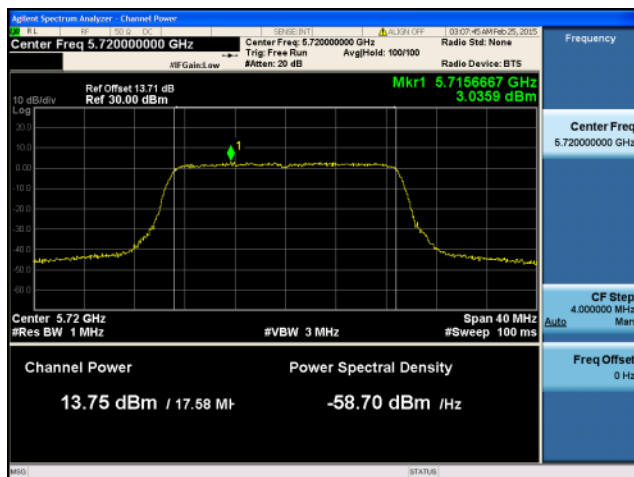 Agilent Spectrum Analyzer - Channel Power
RL RF 50 Ω DC SENSE:INT ALIGN OFF 03:07:45 AM Feb 25, 2015
Center Freq 5.720000000 GHz
Center Freq: 5.720000000 GHz
Radio Std: None
Trig: Free Run Avg|Hold: 100/100
#IFGain:Low #Atten: 20 dB Radio Device: BTS
Frequency
Mkr1 5.7156667 GHz
3.0359 dBm
Ref Offset 13.71 dB
10 dB/div Ref 30.00 dBm
Log
20.0
10.0
0.00
-10.0
-20.0
-30.0
-40.0
-50.0
-60.0
1
Center 5.72 GHz Span 40 MHz
#Res BW 1 MHz #VBW 3 MHz #Sweep 100 ms
Channel Power Power Spectral Density
13.75 dBm / 17.58 MH -58.70 dBm /Hz
Center Freq
5.720000000 GHz
CF Step
4.000000 MHz
Auto Man
Freq Offset
0 Hz
MSG STATUS